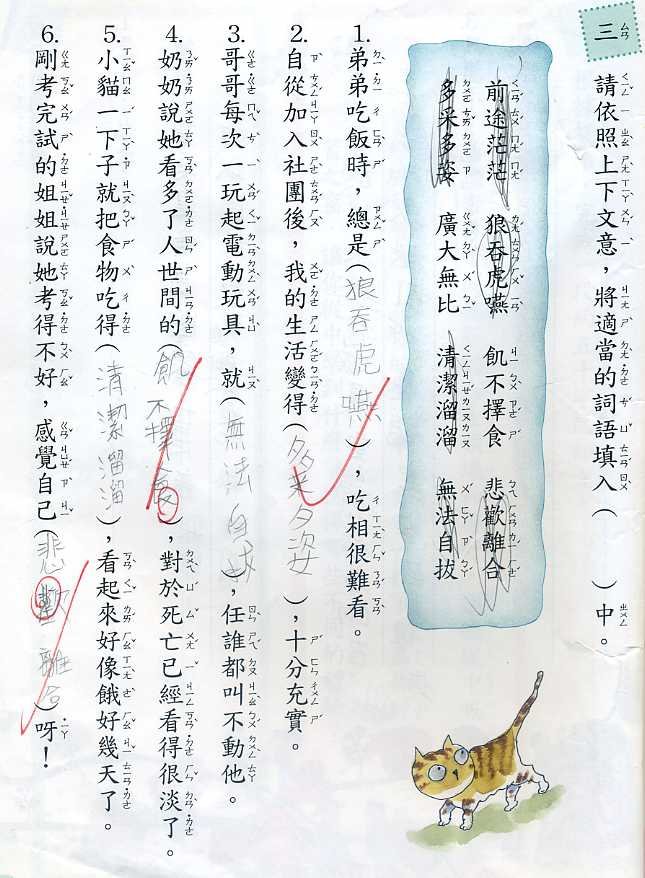 三
請依照上下文意，將適當的詞語填入（ ）中。
前途茫茫 狼吞虎嚥 飢不擇食 悲歡離合
多采多姿 廣大無比 清潔溜溜 無法自拔
1.弟弟吃飯時，總是（狼吞虎嚥），吃相很難看。
2.自從加入社團後，我的生活變得（多采多姿），十分充實。
3.哥哥每次一玩起電動玩具，就（無法自拔），任誰都叫不動他。
4.奶奶說她看多了人世間的（飢不擇食），對於死亡已經看得很淡了。
5.小貓一下子就把食物吃得（清潔溜溜），看起來好像餓好幾天了。
6.剛考完試的姐姐說她考得不好，感覺自己（悲歡離合）呀！